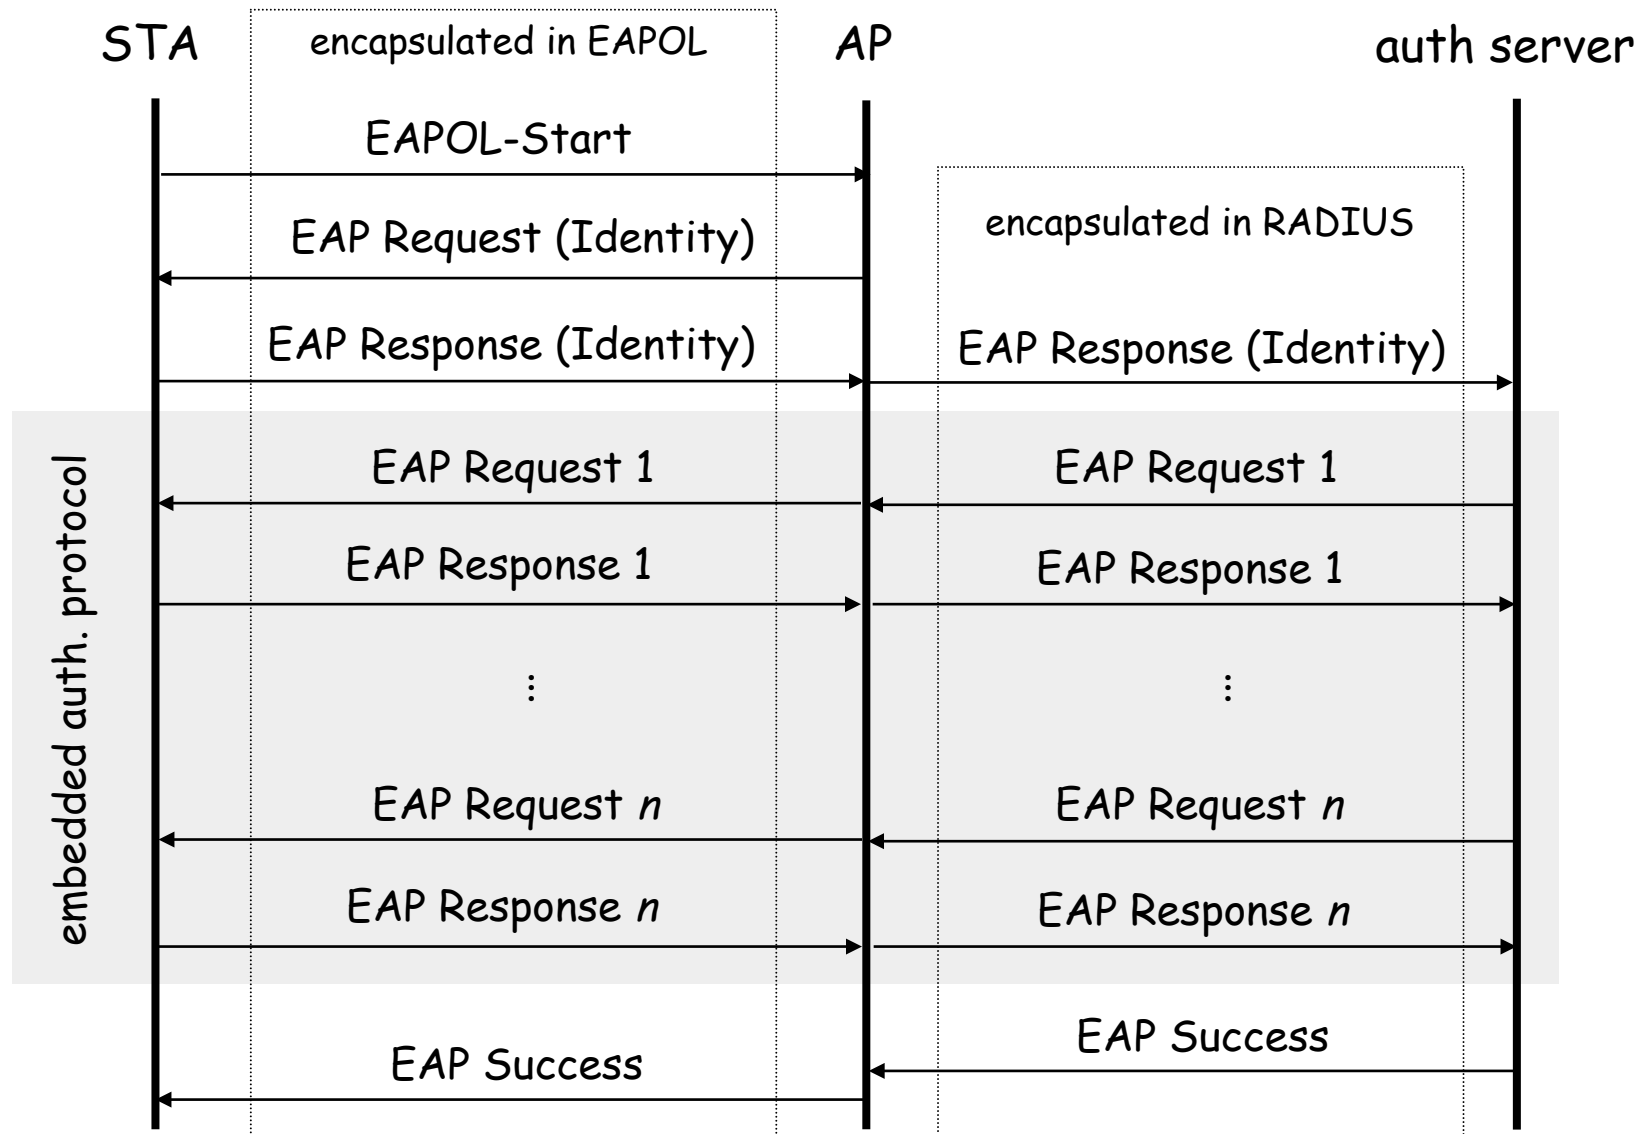 STA
encapsulated in EAPOL
AP
auth server
EAPOL-Start
EAP Request (Identity)
encapsulated in RADIUS
EAP Response (Identity)
EAP Response (Identity)
embedded auth. protocol
EAP Request 1
EAP Request 1
EAP Response 1
EAP Response 1
...
...
EAP Request n
EAP Request n
EAP Response n
EAP Response n
EAP Success
EAP Success